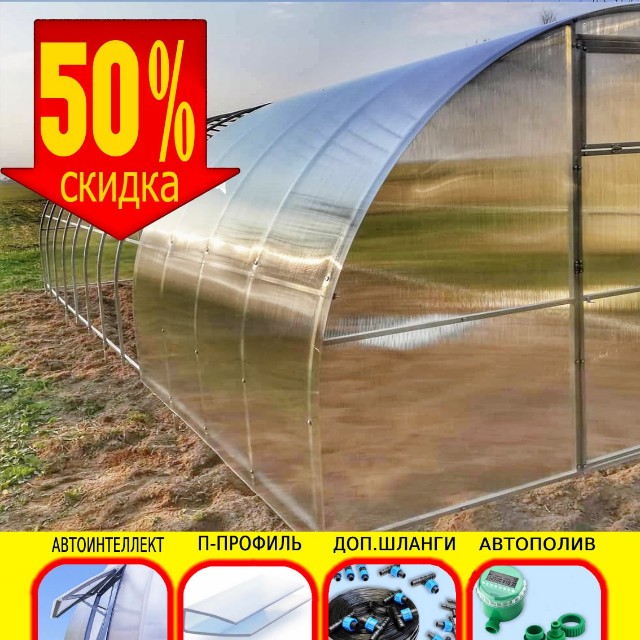 50%
скидка
АВТОИНТЕЛЛЕКТ
П-ПРОФИЛЬ
ДОП.ШЛАНГИ
АВТОПОЛИВ